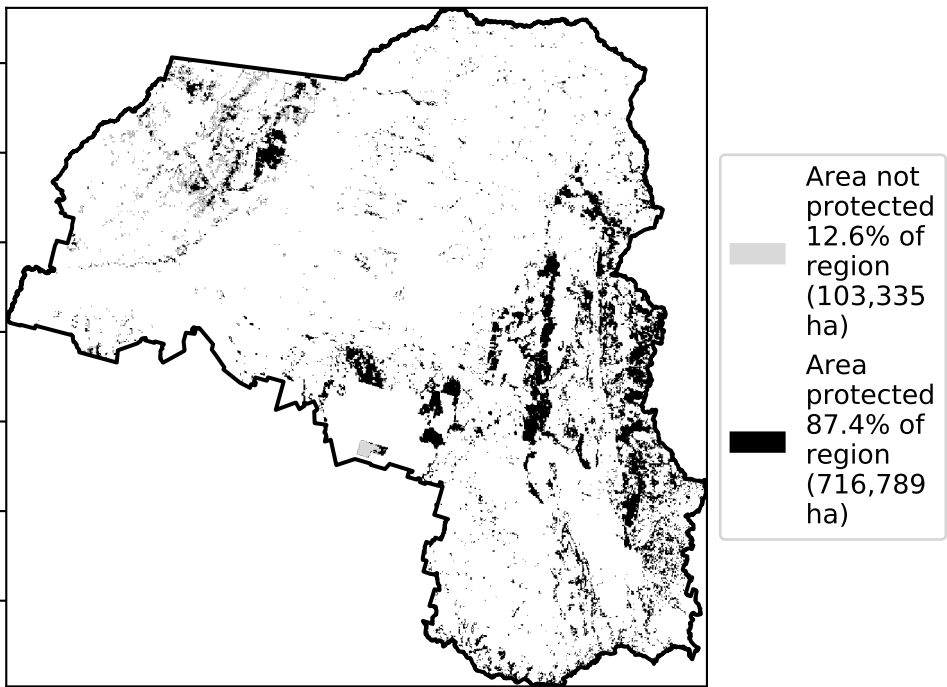 Area not
protected
12.6% of
region
(103,335
ha)
Area
protected
87.4% of
region
(716,789
ha)